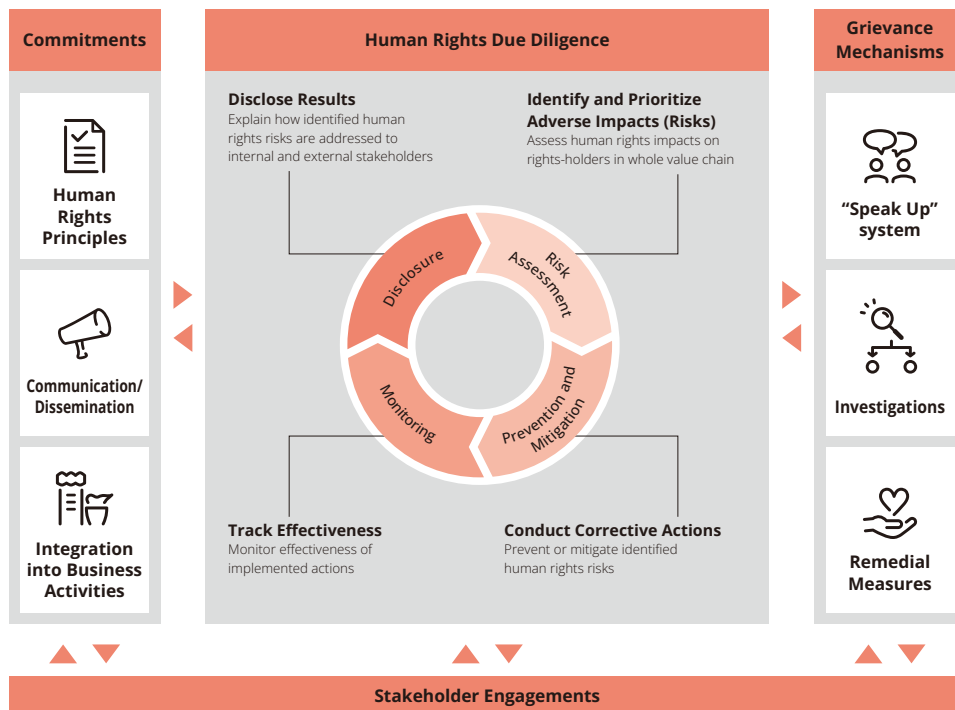 Commitments
Human
Rights
Principles
Communication/
Dissemination
Integration
into Business
Activities
Human Rights Due Diligence
Disclose Results
Explain how identified human
rights risks are addressed to
internal and external stakeholders
Identify and Prioritize
Adverse Impacts (Risks)
Assess human rights impacts on
rights-holders in whole value chain
Disclosure
Risk
Assessment
Monitoring
Prevention and
Mitigation
Track Effectiveness
Monitor effectiveness of
implemented actions
Conduct Corrective Actions
Prevent or mitigate identified
human rights risks
Grievance
Mechanisms
“Speak Up”
system
Investigations
Remedial
Measures
Stakeholder Engagements